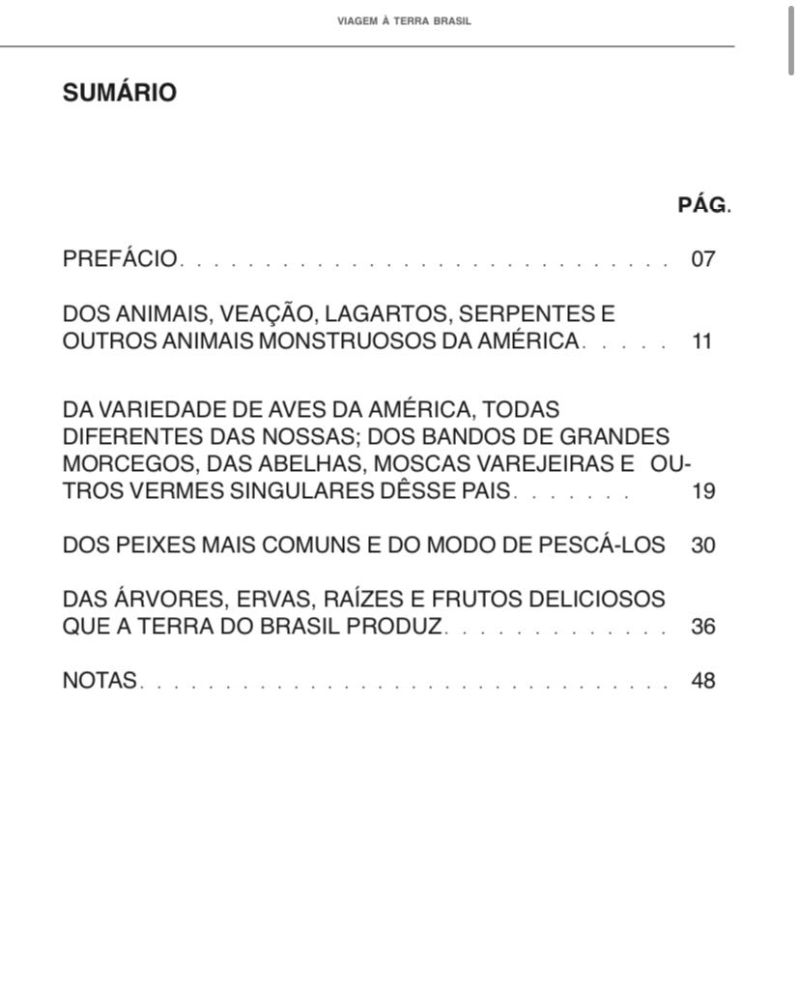 VIAGEM À TERRA BRASIL
SUMÁRIO
PÁG.
PREFÁCIO. . . . . . . . . . . . . . . . . . . . . . . . . . . . . 07
DOS ANIMAIS, VEAÇÃO, LAGARTOS, SERPENTES E
OUTROS ANIMAIS MONSTRUOSOS DA AMÉRICA. . . . . 11
DA VARIEDADE DE AVES DA AMÉRICA, TODAS
DIFERENTES DAS NOSSAS; DOS BANDOS DE GRANDES
MORCEGOS, DAS ABELHAS, MOSCAS VAREJEIRAS E OU-
TROS VERMES SINGULARES DÊSSE PAIS. . . . . . . 19
DOS PEIXES MAIS COMUNS E DO MODO DE PESCÁ-LOS 30
DAS ÁRVORES, ERVAS, RAÍZES E FRUTOS DELICIOSOS
QUE A TERRA DO BRASIL PRODUZ. . . . . . . . . . . . . 36
NOTAS. . . . . . . . . . . . . . . . . . . . . . . . . . . . . . . 48